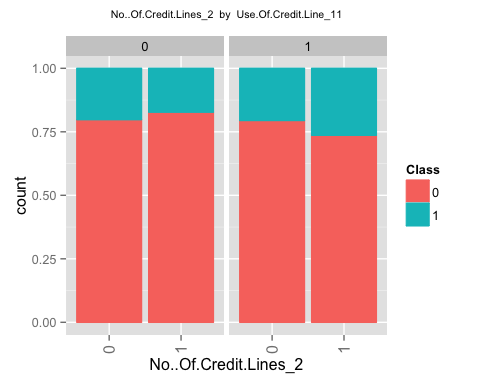 No..Of.Credit.Lines_2 by Use.Of.Credit.Line_11
0 1
1.00
0.75
0.50
0.25
0.00
count
0 1 0 1
No..Of.Credit.Lines_2
Class
0
1